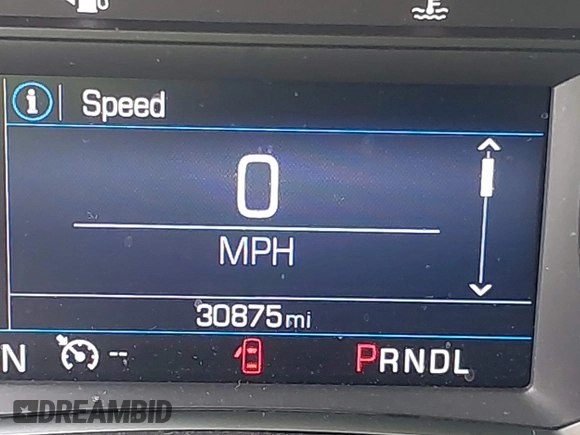 Speed
0
MPH
30875 mi
N -- PRNDL
DREAMBID